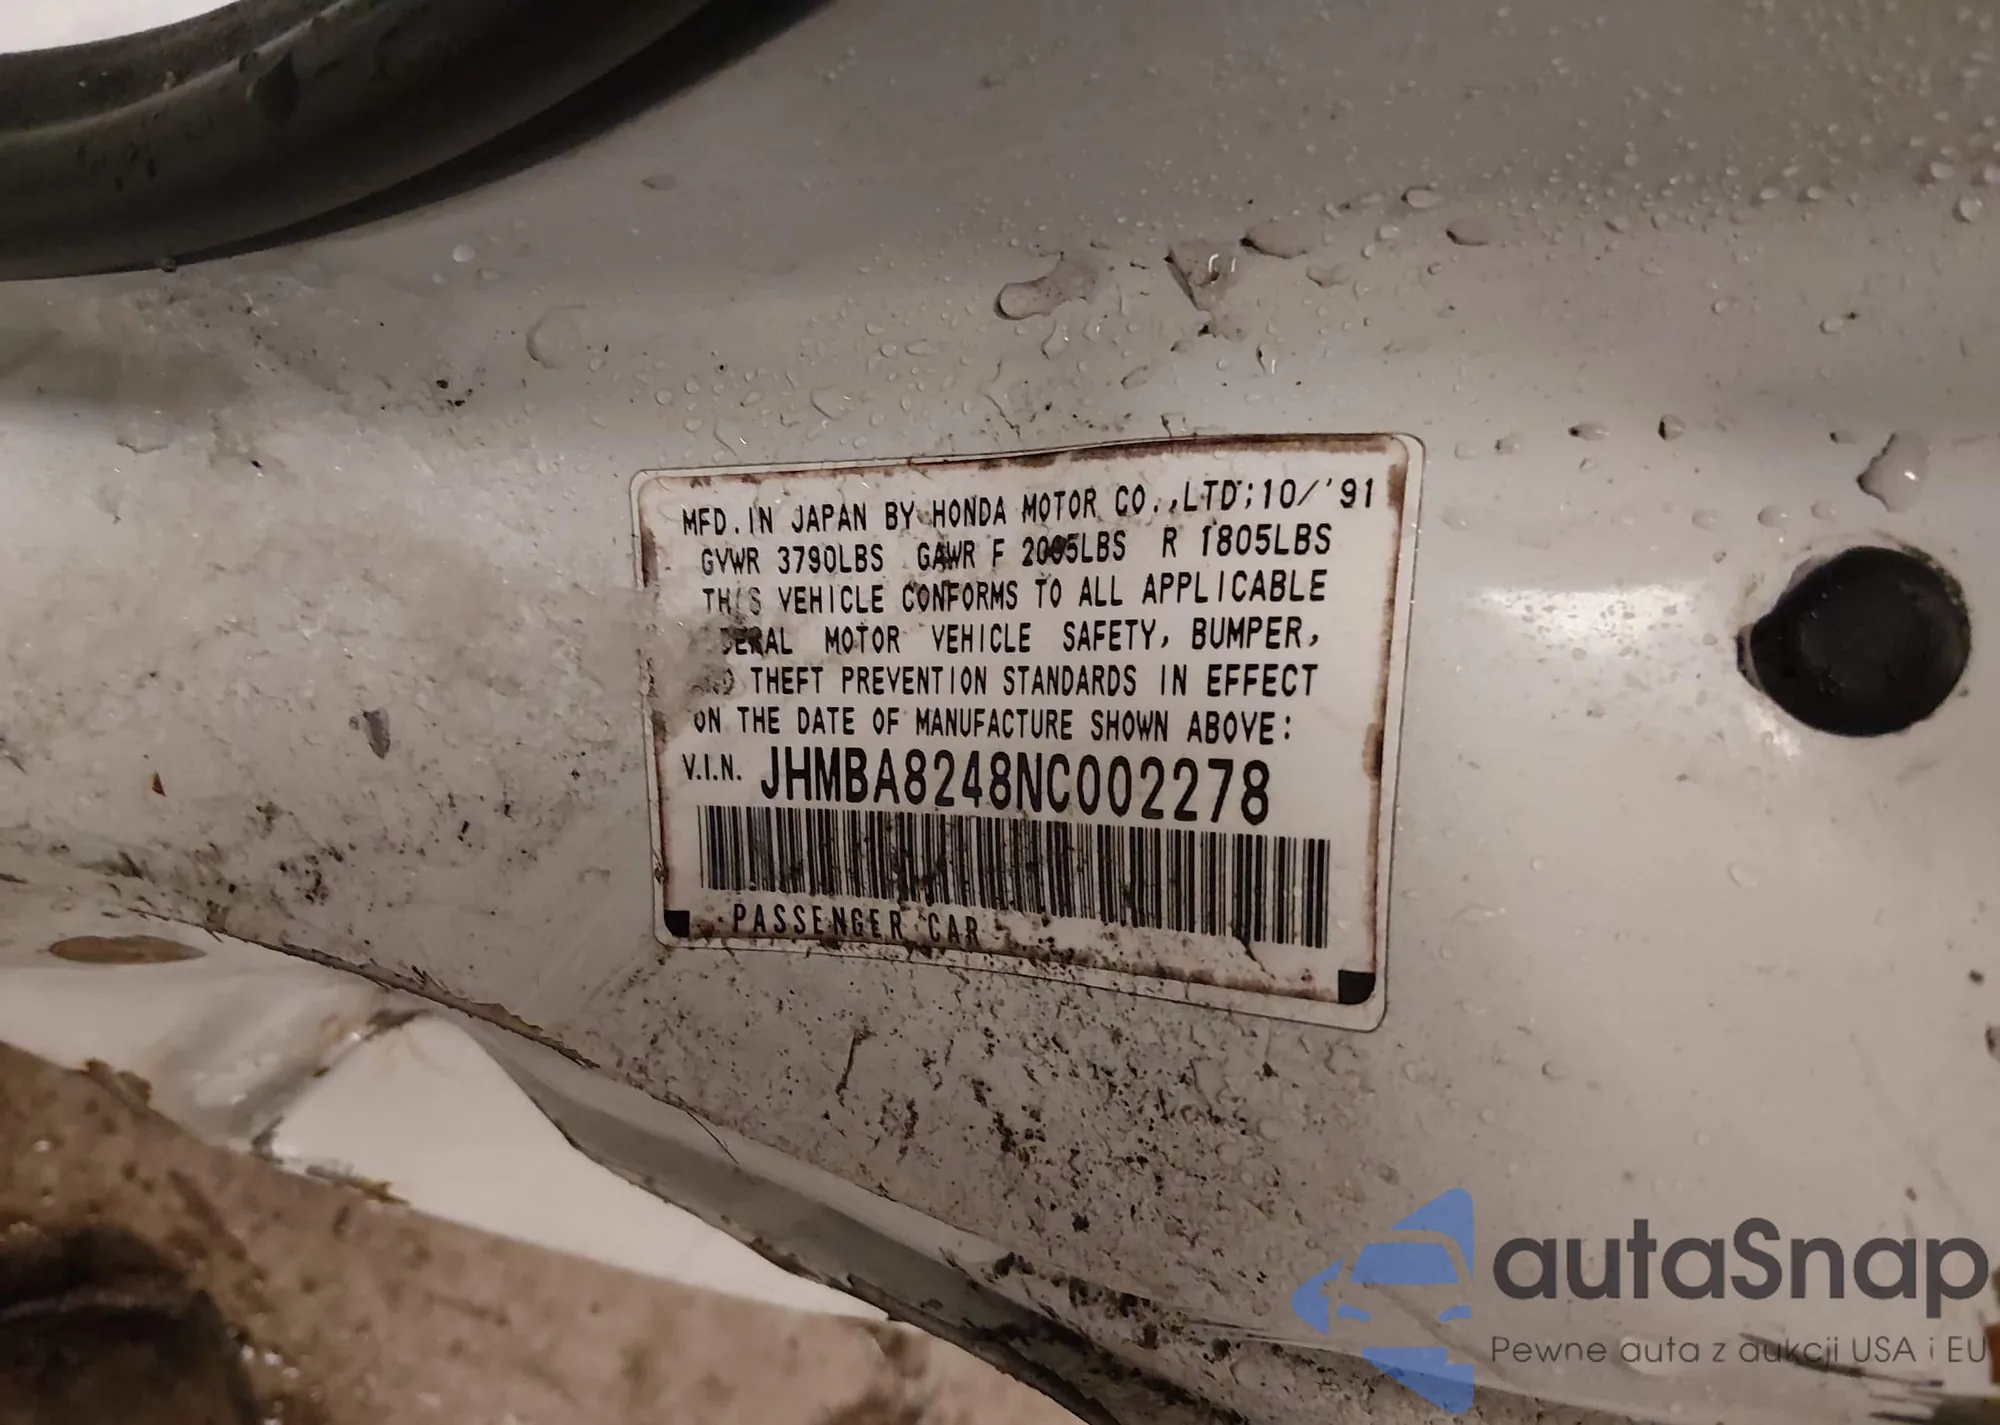 MFD. IN JAPAN BY HONDA MOTOR CO., LTD; 10/'91
GVWR 3790LBS GAWR F LBS R 1805LBS
THIS VEHICLE CONFORMS TO ALL APPLICABLE
MOTOR VEHICLE SAFETY, BUMPER,
THEFT PREVENTION STANDARDS IN EFFECT
ON THE DATE OF MANUFACTURE SHOWN ABOVE:
V.I.N. JHMBA8248NC002278
PASSENGER CAR
autaSnap
Pewne auta z aukcji USA i EU